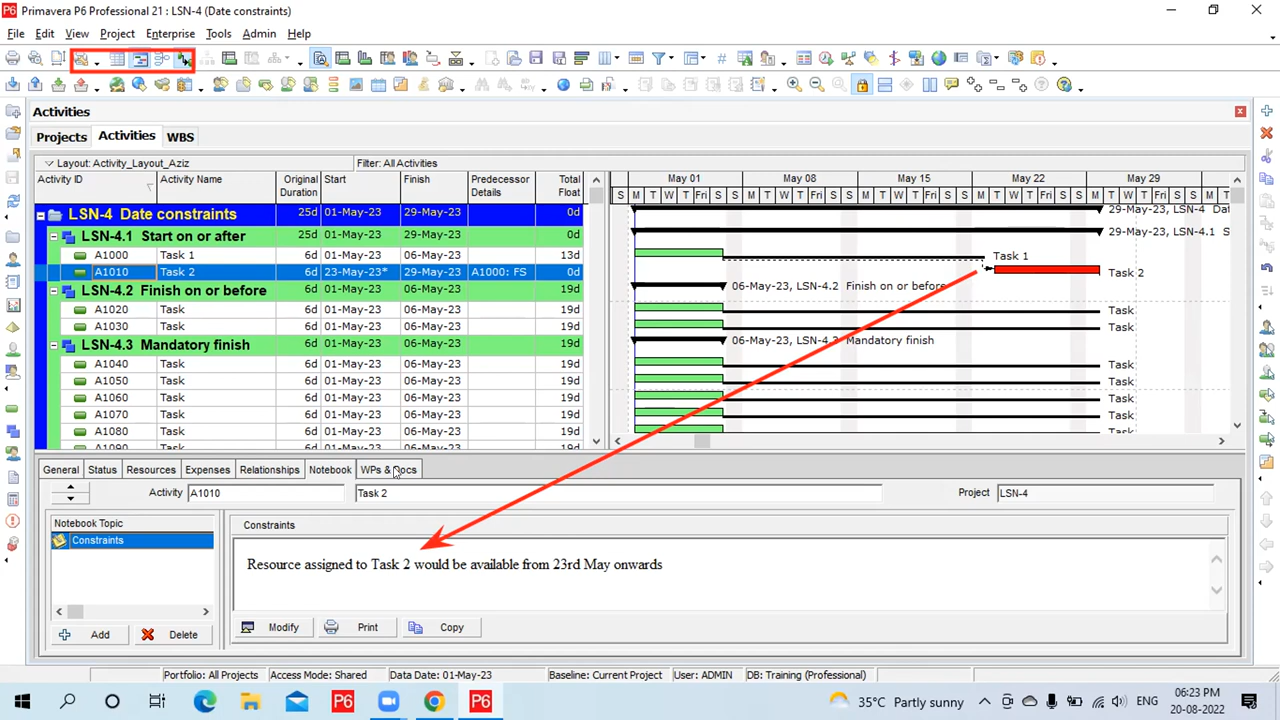 Primavera P6 Professional 21 : LSN-4 (Date constraints)
File Edit View Project Enterprise Tools Admin Help
Activities
Projects Activities WBS
Layout: Activity_Layout_Aziz Filter: All Activities
Activity ID Activity Name Original Duration Start Finish Predecessor Details Total Float
May 01 May 08 May 15 May 22 May 29
S M T W T Fri S S M T W T Fri S S M T W T Fri S S M T W T Fri S S M T W T Fri S S M T
LSN-4 Date constraints 25d 01-May-23 29-May-23 0d 29-May-23, LSN-4 Dat
LSN-4.1 Start on or after 25d 01-May-23 29-May-23 0d 29-May-23, LSN-4.1 S
A1000 Task 1 6d 01-May-23 06-May-23 13d Task 1
A1010 Task 2 6d 23-May-23* 29-May-23 A1000: FS 0d Task 2
LSN-4.2 Finish on or before 6d 01-May-23 06-May-23 19d 06-May-23, LSN-4.2 Finish on or before
A1020 Task 6d 01-May-23 06-May-23 19d Task
A1030 Task 6d 01-May-23 06-May-23 19d Task
LSN-4.3 Mandatory finish 6d 01-May-23 06-May-23 19d 06-May-23, LSN-4.3 Mandatory finish
A1040 Task 6d 01-May-23 06-May-23 19d Task
A1050 Task 6d 01-May-23 06-May-23 19d Task
A1060 Task 6d 01-May-23 06-May-23 19d Task
A1070 Task 6d 01-May-23 06-May-23 19d Task
A1080 Task 6d 01-May-23 06-May-23 19d Task
A1090 Task 6d 01-May-23 06-May-23 19d
General Status Resources Expenses Relationships Notebook WPs & Docs
Activity A1010 Task 2 Project LSN-4
Notebook Topic
Constraints
Constraints
Resource assigned to Task 2 would be available from 23rd May onwards
Add Delete Modify Print Copy
Portfolio: All Projects Access Mode: Shared Data Date: 01-May-23 Baseline: Current Project User: ADMIN DB: Training (Professional)
P6 P6 35°C Partly sunny ENG 06:23 PM
20-08-2022